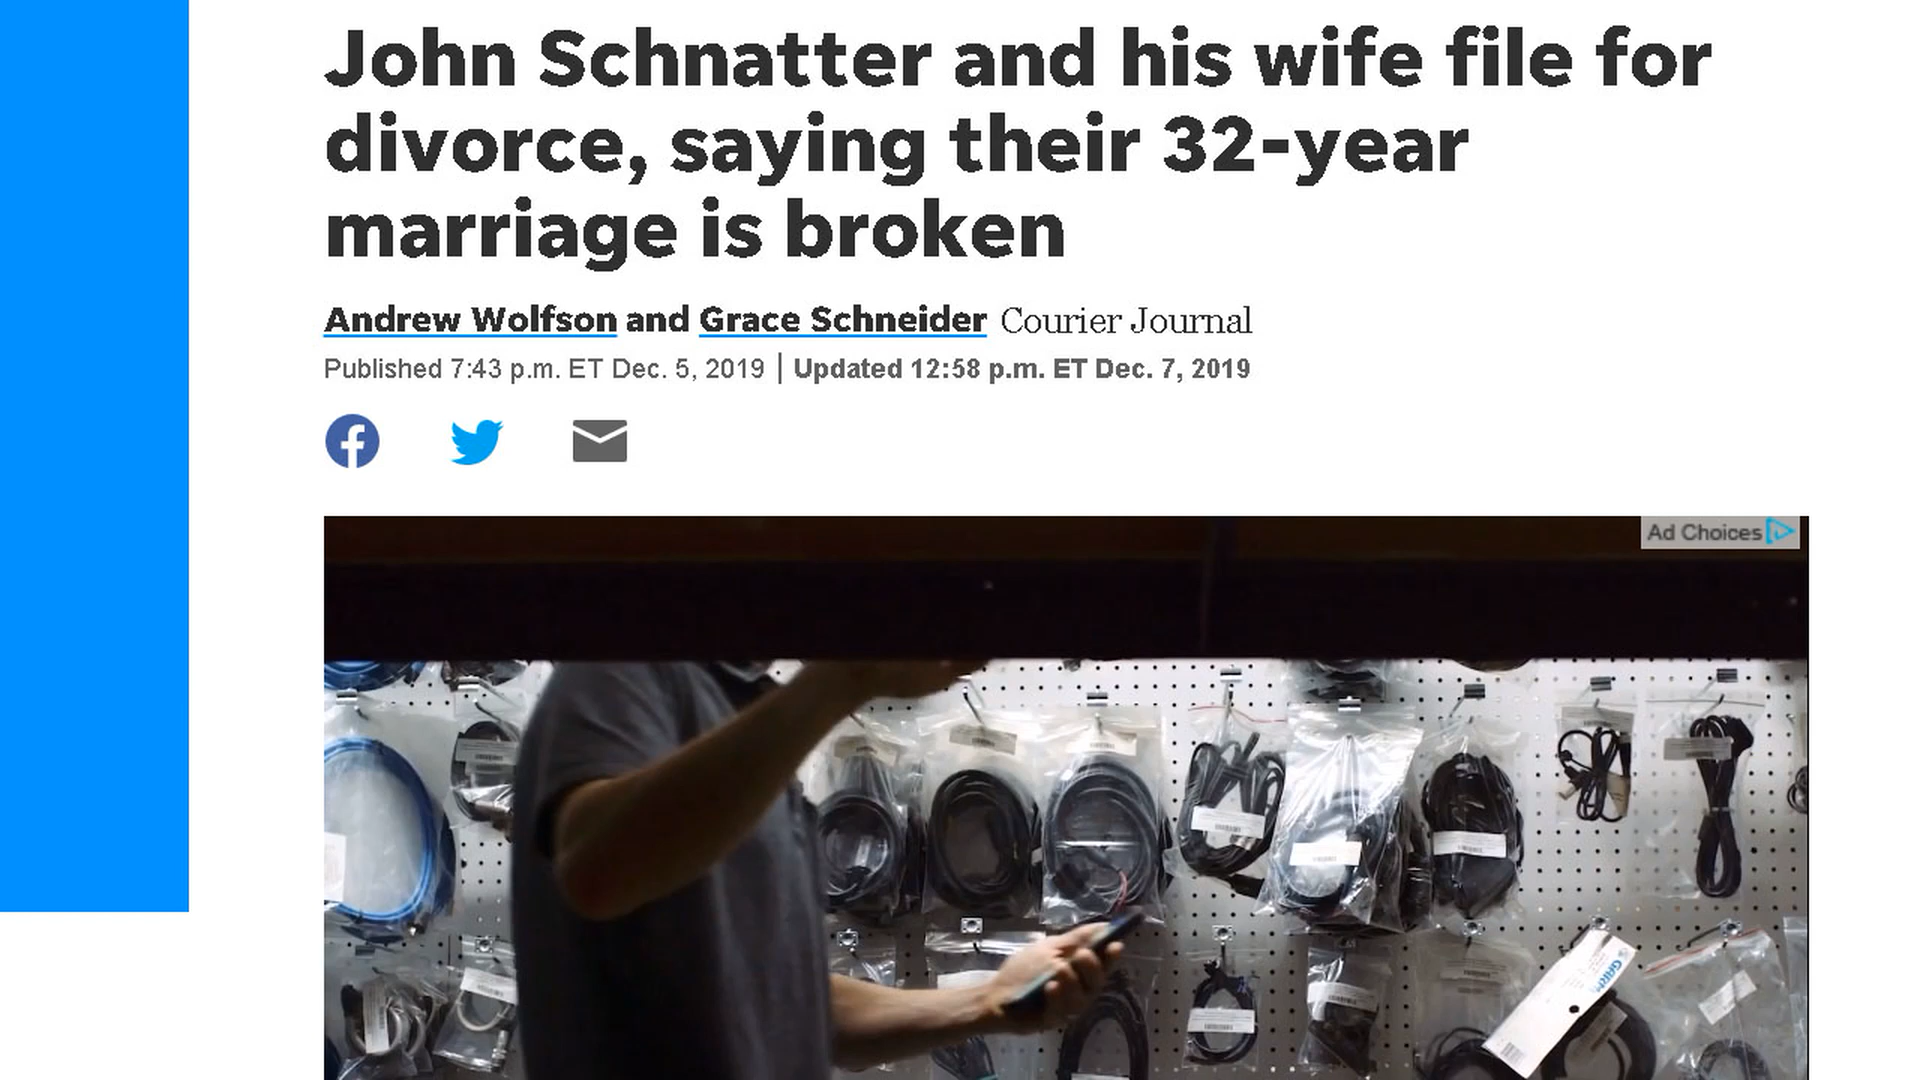 John Schnatter and his wife file for
divorce, saying their 32-year
marriage is broken
Andrew Wolfson and Grace Schneider Courier Journal
Published 7:43 p.m. ET Dec. 5, 2019 | Updated 12:58 p.m. ET Dec. 7, 2019
Ad Choices